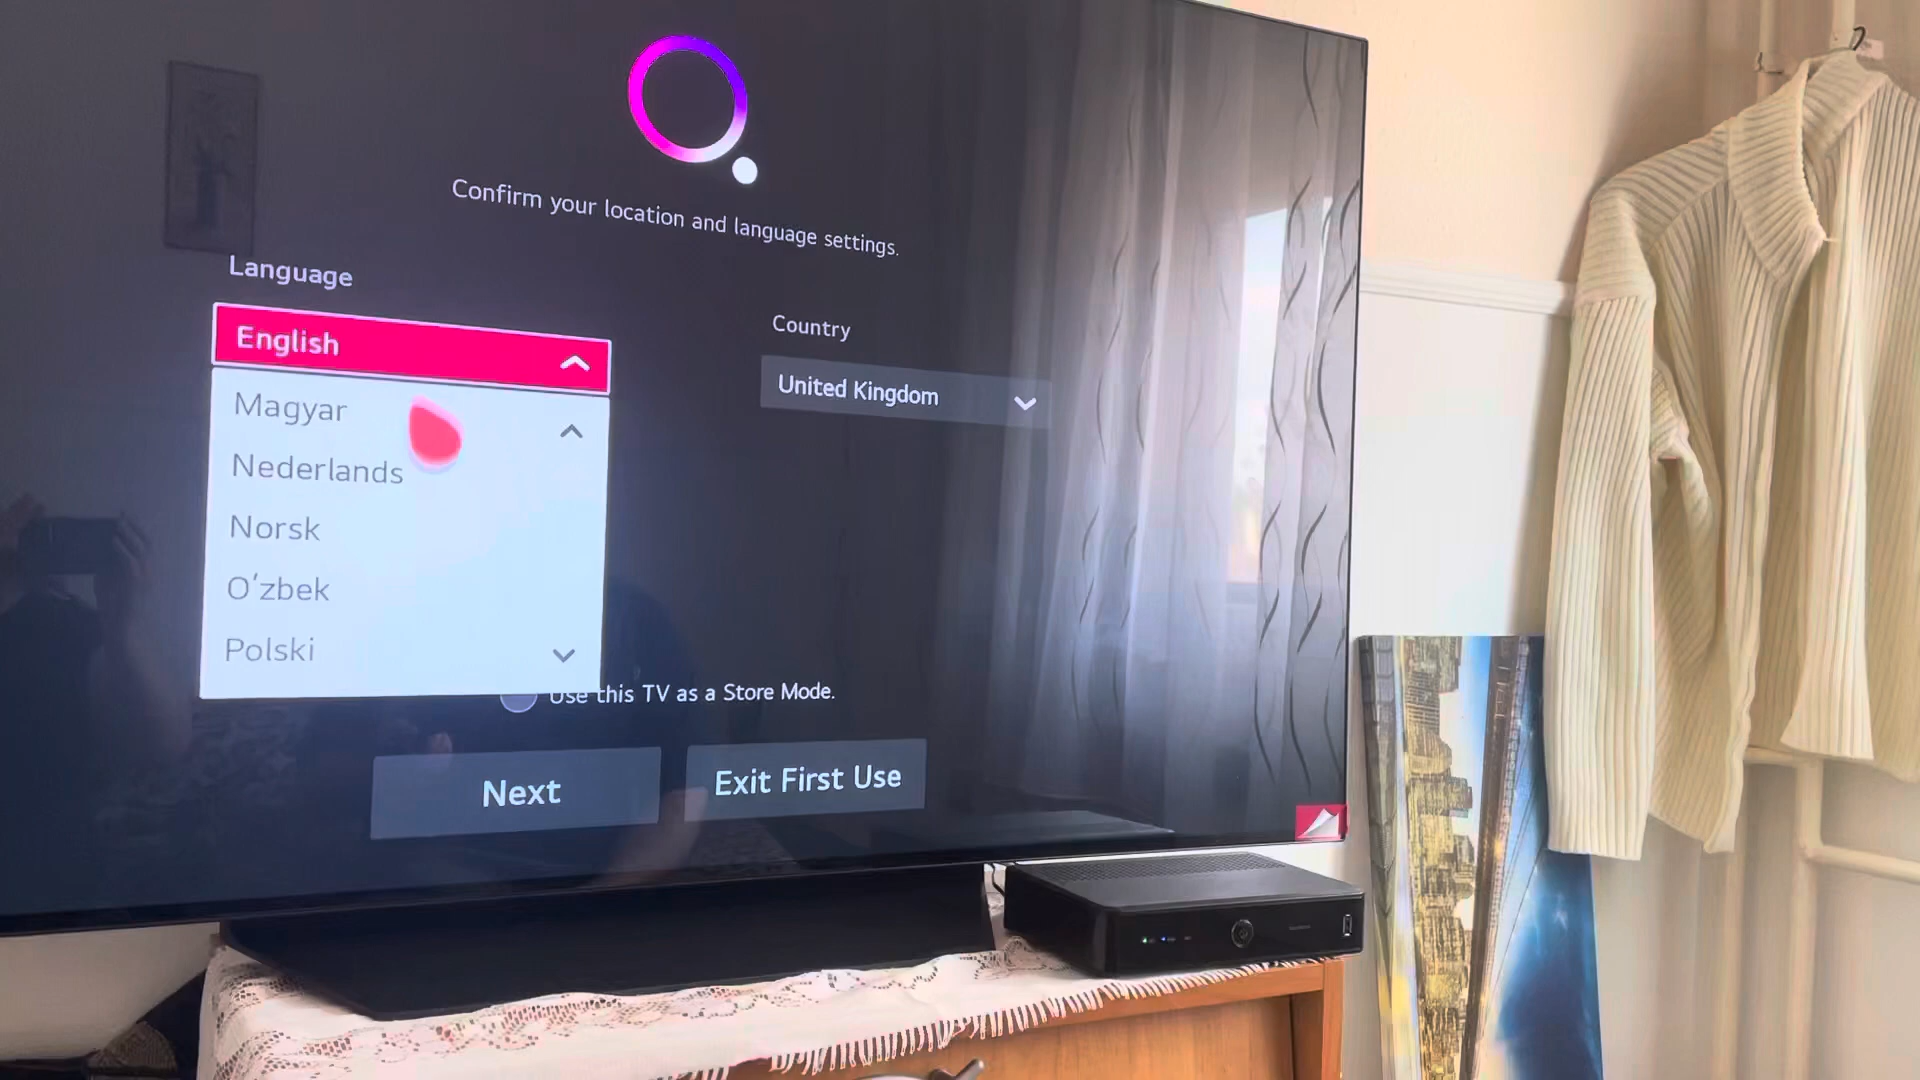 Confirm your location and language settings.
Language
English
Magyar
Nederlands
Norsk
Oʻzbek
Polski
Country
United Kingdom
Use this TV as a Store Mode.
Next
Exit First Use